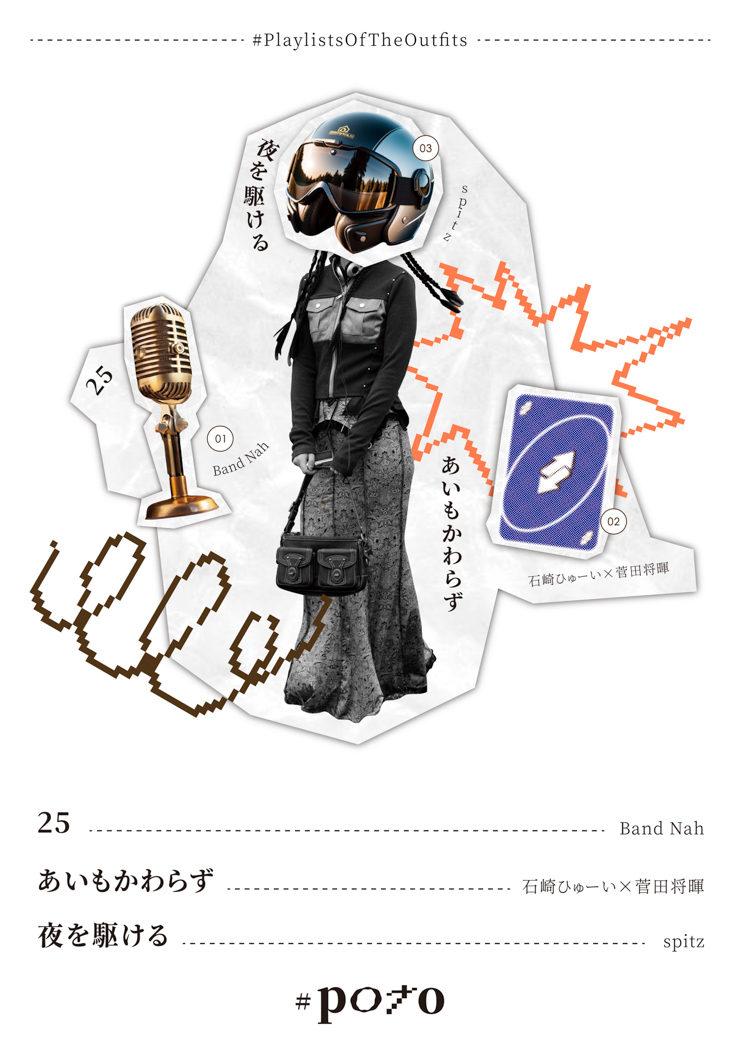 #PlaylistsOfTheOutfits
夜を駆ける
03
spitz
25
01
Band Nah
あいもかわらず
02
石崎ひゅーい×菅田将暉
25 Band Nah
あいもかわらず 石崎ひゅーい×菅田将暉
夜を駆ける spitz
#poто